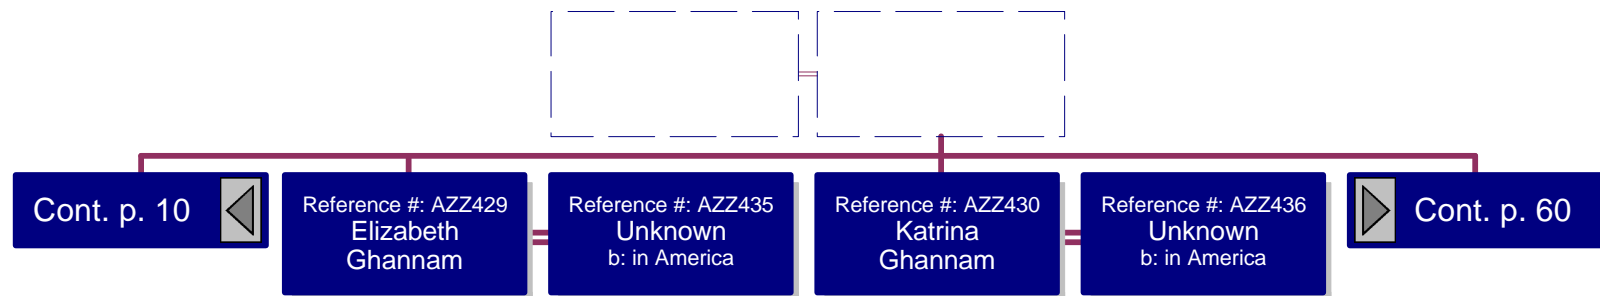 Cont. p. 10
Reference #: AZZ429
Elizabeth
Ghannam
Reference #: AZZ435
Unknown
b: in America
Reference #: AZZ430
Katrina
Ghannam
Reference #: AZZ436
Unknown
b: in America
Cont. p. 60